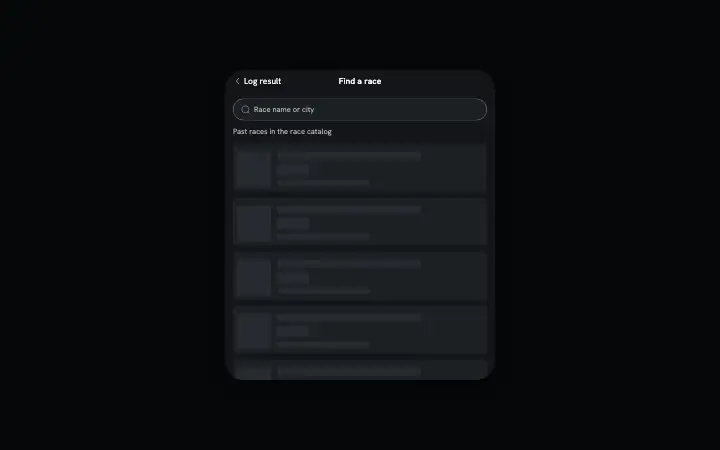 Log result
Find a race
Race name or city
Past races in the race catalog